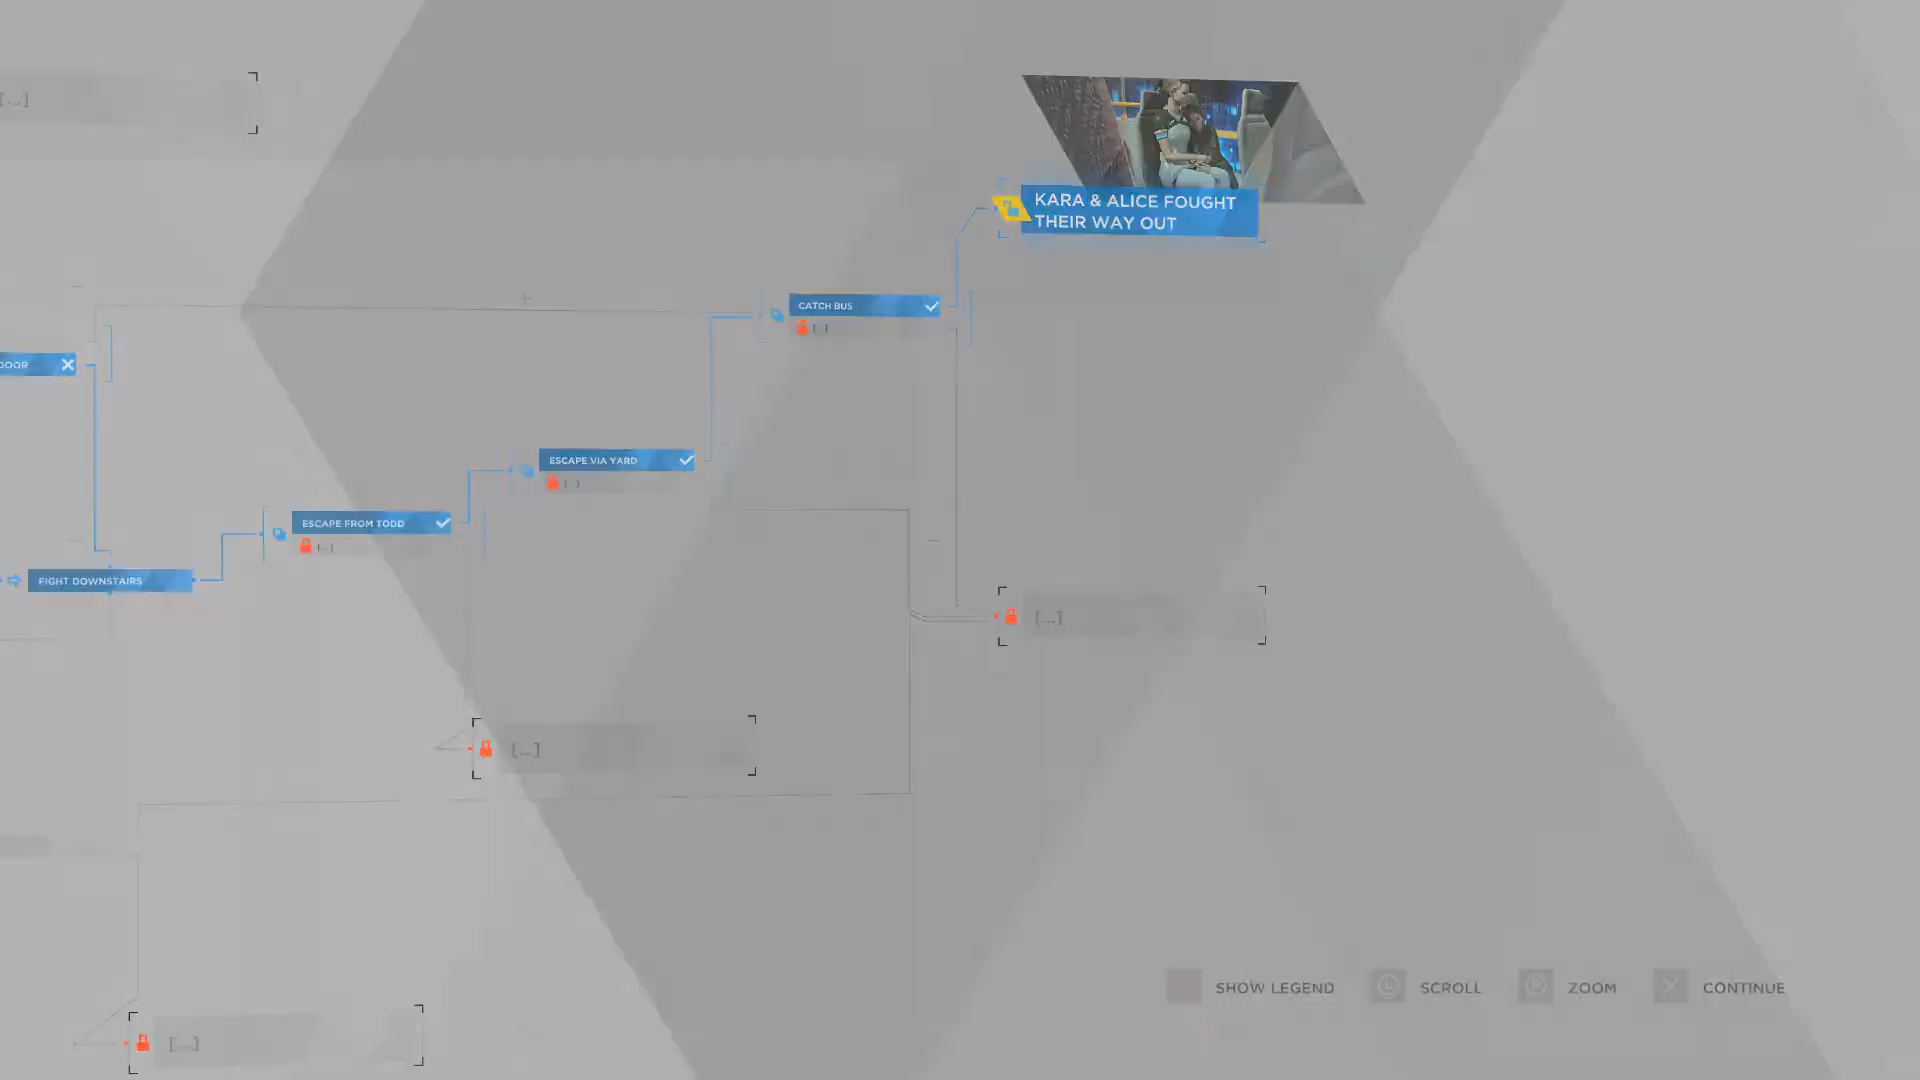 [...]
KARA & ALICE FOUGHT
THEIR WAY OUT
CATCH BUS
[...]
DOOR
ESCAPE VIA YARD
[...]
ESCAPE FROM TODD
[...]
FIGHT DOWNSTAIRS
[...]
[...]
SHOW LEGEND
SCROLL
ZOOM
CONTINUE
[...]